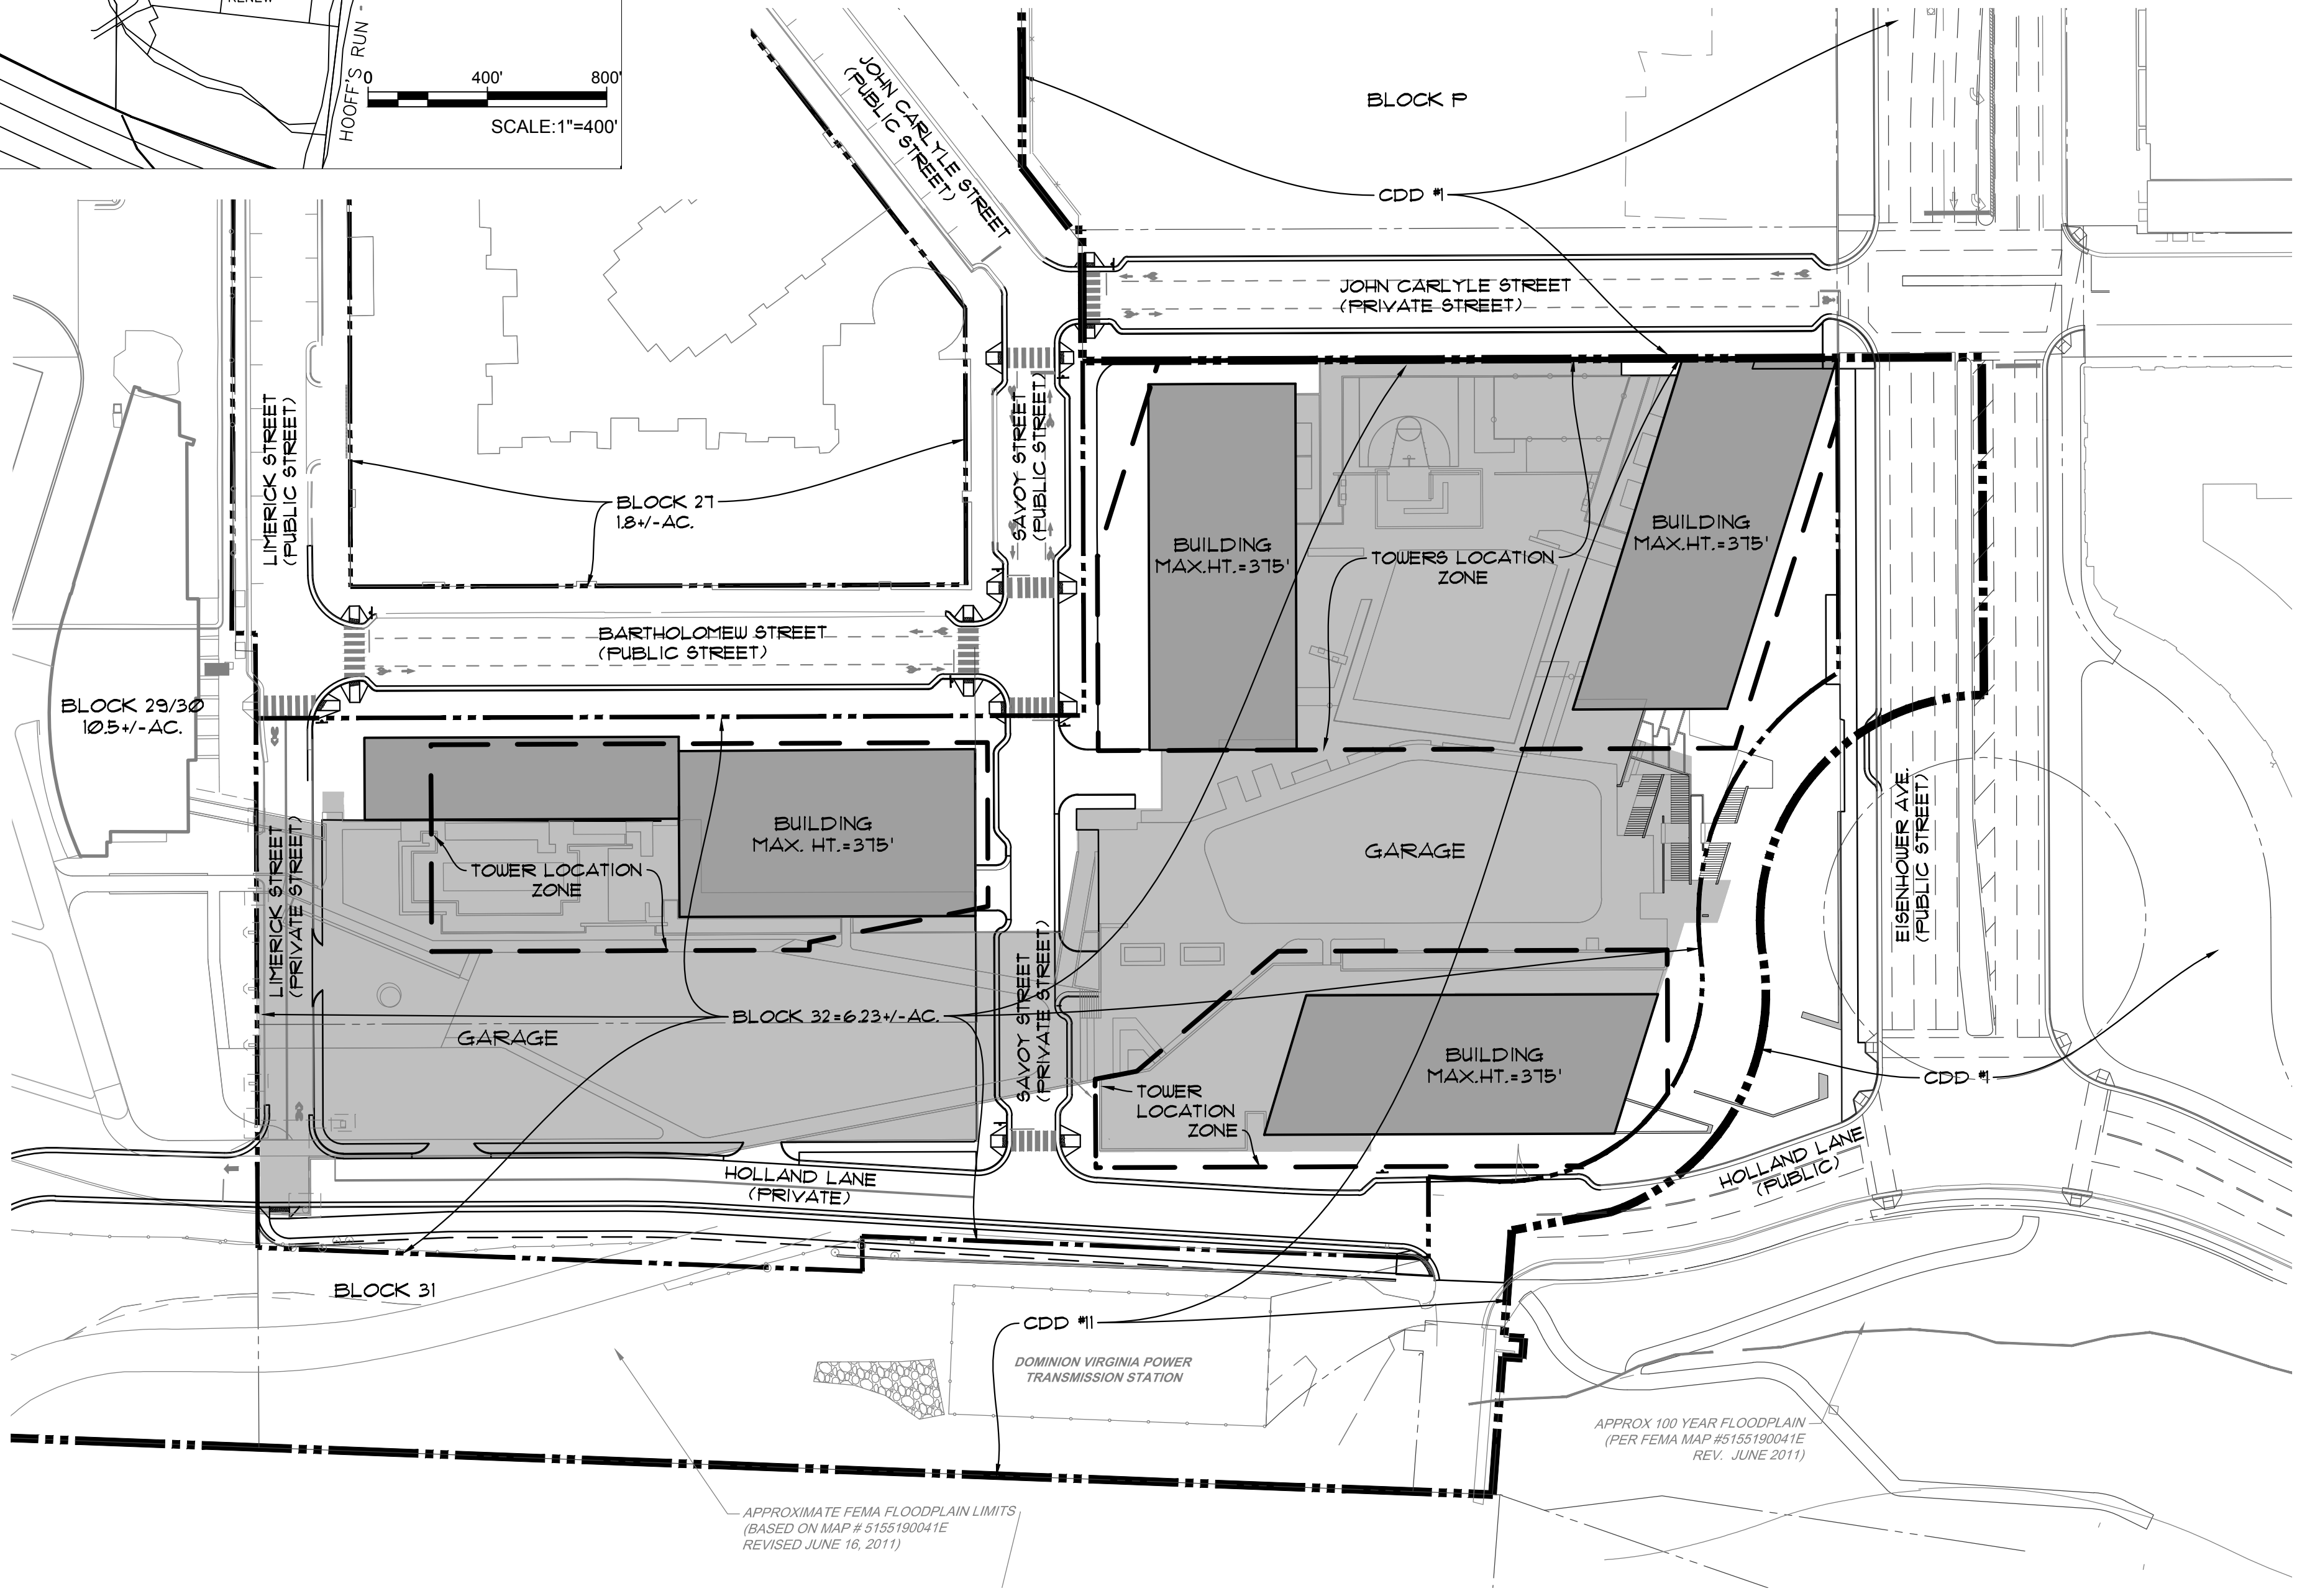 HOOFF'S RUN -
0 400' 800'
SCALE:1"=400'
JOHN CARLYLE STREET
(PUBLIC STREET)
BLOCK P
CDD #1
JOHN CARLYLE STREET
(PRIVATE STREET)
LIMERICK STREET
(PUBLIC STREET)
SAVOY STREET
(PUBLIC STREET)
BLOCK 27
1.8+/-AC.
BUILDING
MAX.HT.=375'
TOWERS LOCATION
ZONE
BUILDING
MAX.HT.=375'
BARTHOLOMEW STREET
(PUBLIC STREET)
BLOCK 29/30
10.5+/-AC.
BUILDING
MAX. HT.=375'
TOWER LOCATION
ZONE
GARAGE
EISENHOWER AVE.
(PUBLIC STREET)
LIMERICK STREET
(PRIVATE STREET)
SAVOY STREET
(PRIVATE STREET)
BLOCK 32=6.23+/-AC.
GARAGE
BUILDING
MAX.HT.=375'
CDD #1
TOWER
LOCATION
ZONE
HOLLAND LANE
(PRIVATE)
HOLLAND LANE
(PUBLIC)
BLOCK 31
CDD #11
DOMINION VIRGINIA POWER
TRANSMISSION STATION
APPROX 100 YEAR FLOODPLAIN
(PER FEMA MAP #5155190041E
REV. JUNE 2011)
APPROXIMATE FEMA FLOODPLAIN LIMITS
(BASED ON MAP # 5155190041E
REVISED JUNE 16, 2011)